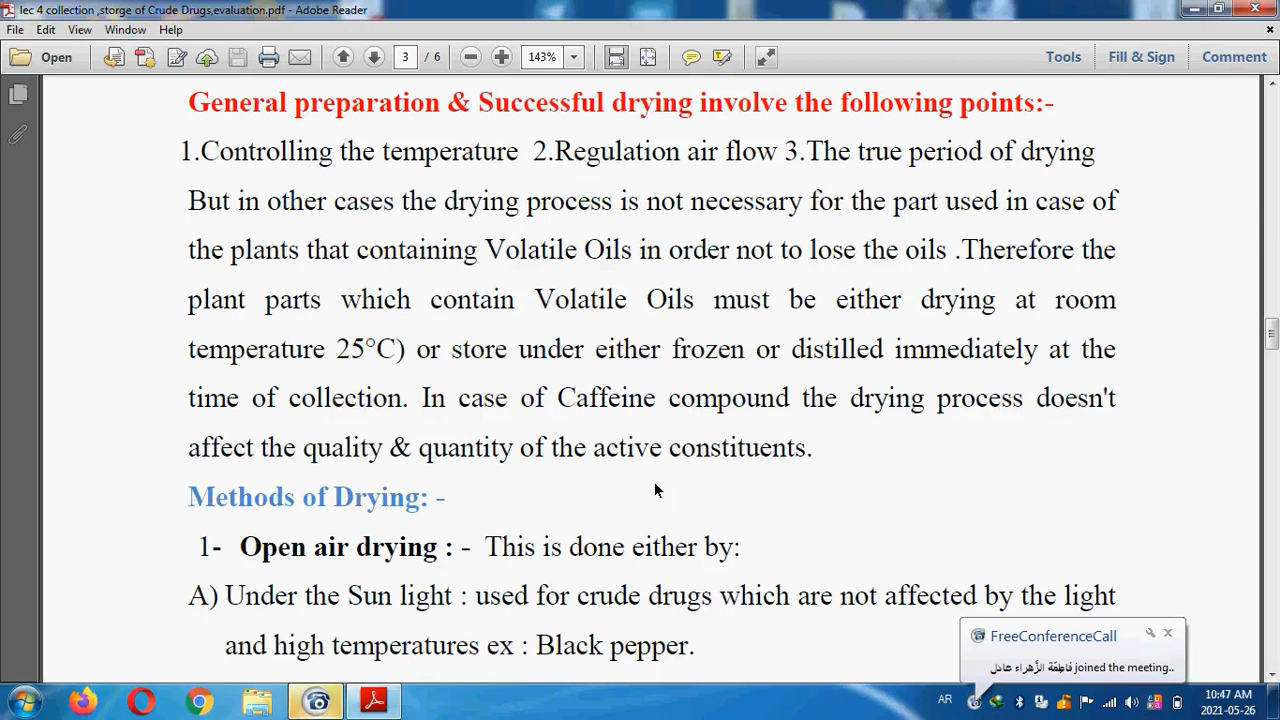 lec 4 collection ,storge of Crude Drugs,evaluation.pdf - Adobe Reader
File Edit View Window Help
Open 3 / 6 143% Tools Fill & Sign Comment
General preparation & Successful drying involve the following points:-
1.Controlling the temperature 2.Regulation air flow 3.The true period of drying
But in other cases the drying process is not necessary for the part used in case of
the plants that containing Volatile Oils in order not to lose the oils .Therefore the
plant parts which contain Volatile Oils must be either drying at room
temperature 25°C) or store under either frozen or distilled immediately at the
time of collection. In case of Caffeine compound the drying process doesn't
affect the quality & quantity of the active constituents.
Methods of Drying: -
1- Open air drying : - This is done either by:
A) Under the Sun light : used for crude drugs which are not affected by the light
and high temperatures ex : Black pepper.
FreeConferenceCall
فاطِمَة الزَّهراء عادل joined the meeting..
AR 10:47 AM
2021-05-26